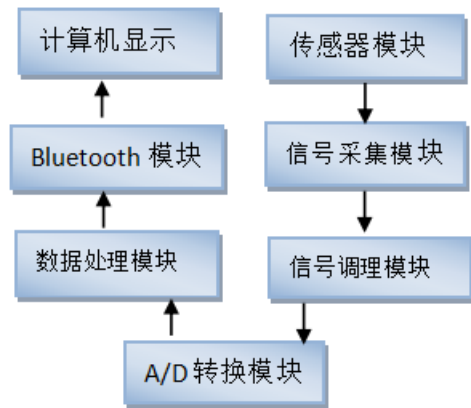 计算机显示
传感器模块
Bluetooth 模块
信号采集模块
数据处理模块
信号调理模块
A/D 转换模块